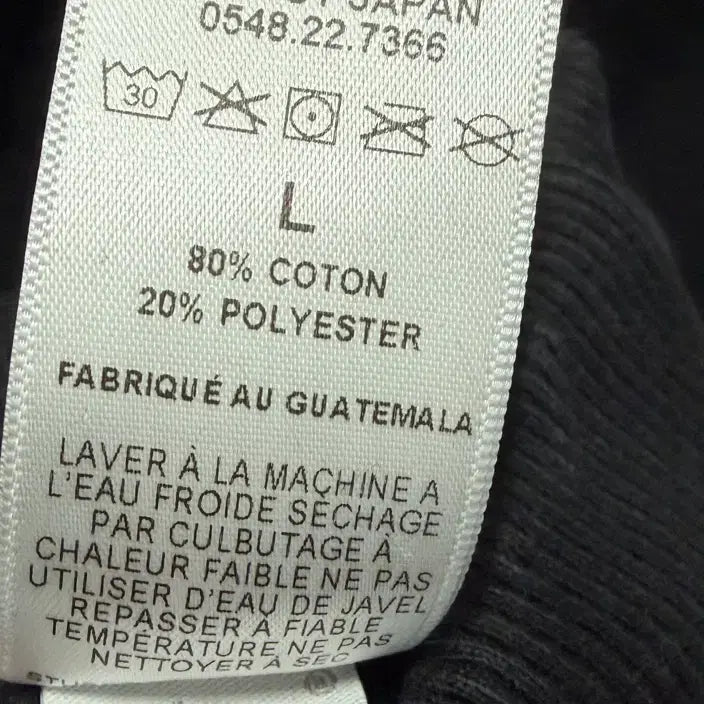 JAPAN
0548.22.7366
30
L
80% COTON
20% POLYESTER
FABRIQUÉ AU GUATEMALA
LAVER À LA MACHINE A
L'EAU FROIDE SÉCHAGE
PAR CULBUTAGE À
CHALEUR FAIBLE NE PAS
UTILISER D'EAU DE JAVEL
REPASSER A FIABLE
TEMPÉRATURE NE PAS
NETTOYER À SEC